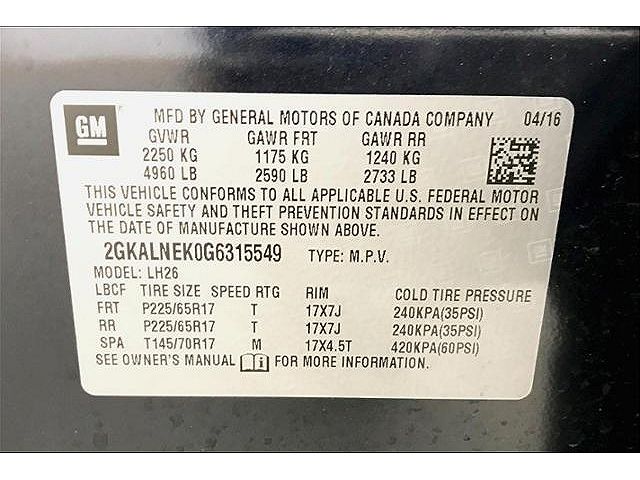 GM
MFD BY GENERAL MOTORS OF CANADA COMPANY 04/16
GVWR GAWR FRT GAWR RR
2250 KG 1175 KG 1240 KG
4960 LB 2590 LB 2733 LB
THIS VEHICLE CONFORMS TO ALL APPLICABLE U.S. FEDERAL MOTOR
VEHICLE SAFETY AND THEFT PREVENTION STANDARDS IN EFFECT ON
THE DATE OF MANUFACTURE SHOWN ABOVE.
2GKALNEK0G6315549 TYPE: M.P.V.
MODEL: LH26
LBCF TIRE SIZE SPEED RTG RIM COLD TIRE PRESSURE
FRT P225/65R17 T 17X7J 240KPA(35PSI)
RR P225/65R17 T 17X7J 240KPA(35PSI)
SPA T145/70R17 M 17X4.5T 420KPA(60PSI)
SEE OWNER'S MANUAL FOR MORE INFORMATION.